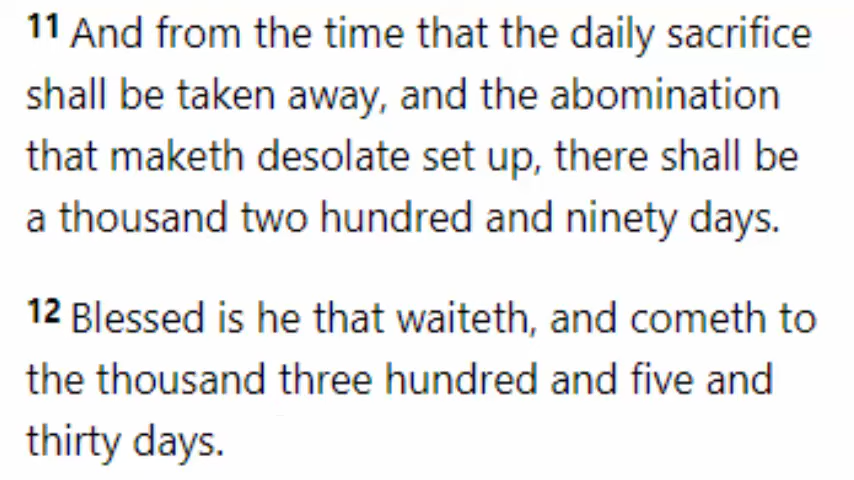 11 And from the time that the daily sacrifice
shall be taken away, and the abomination
that maketh desolate set up, there shall be
a thousand two hundred and ninety days.
12 Blessed is he that waiteth, and cometh to
the thousand three hundred and five and
thirty days.